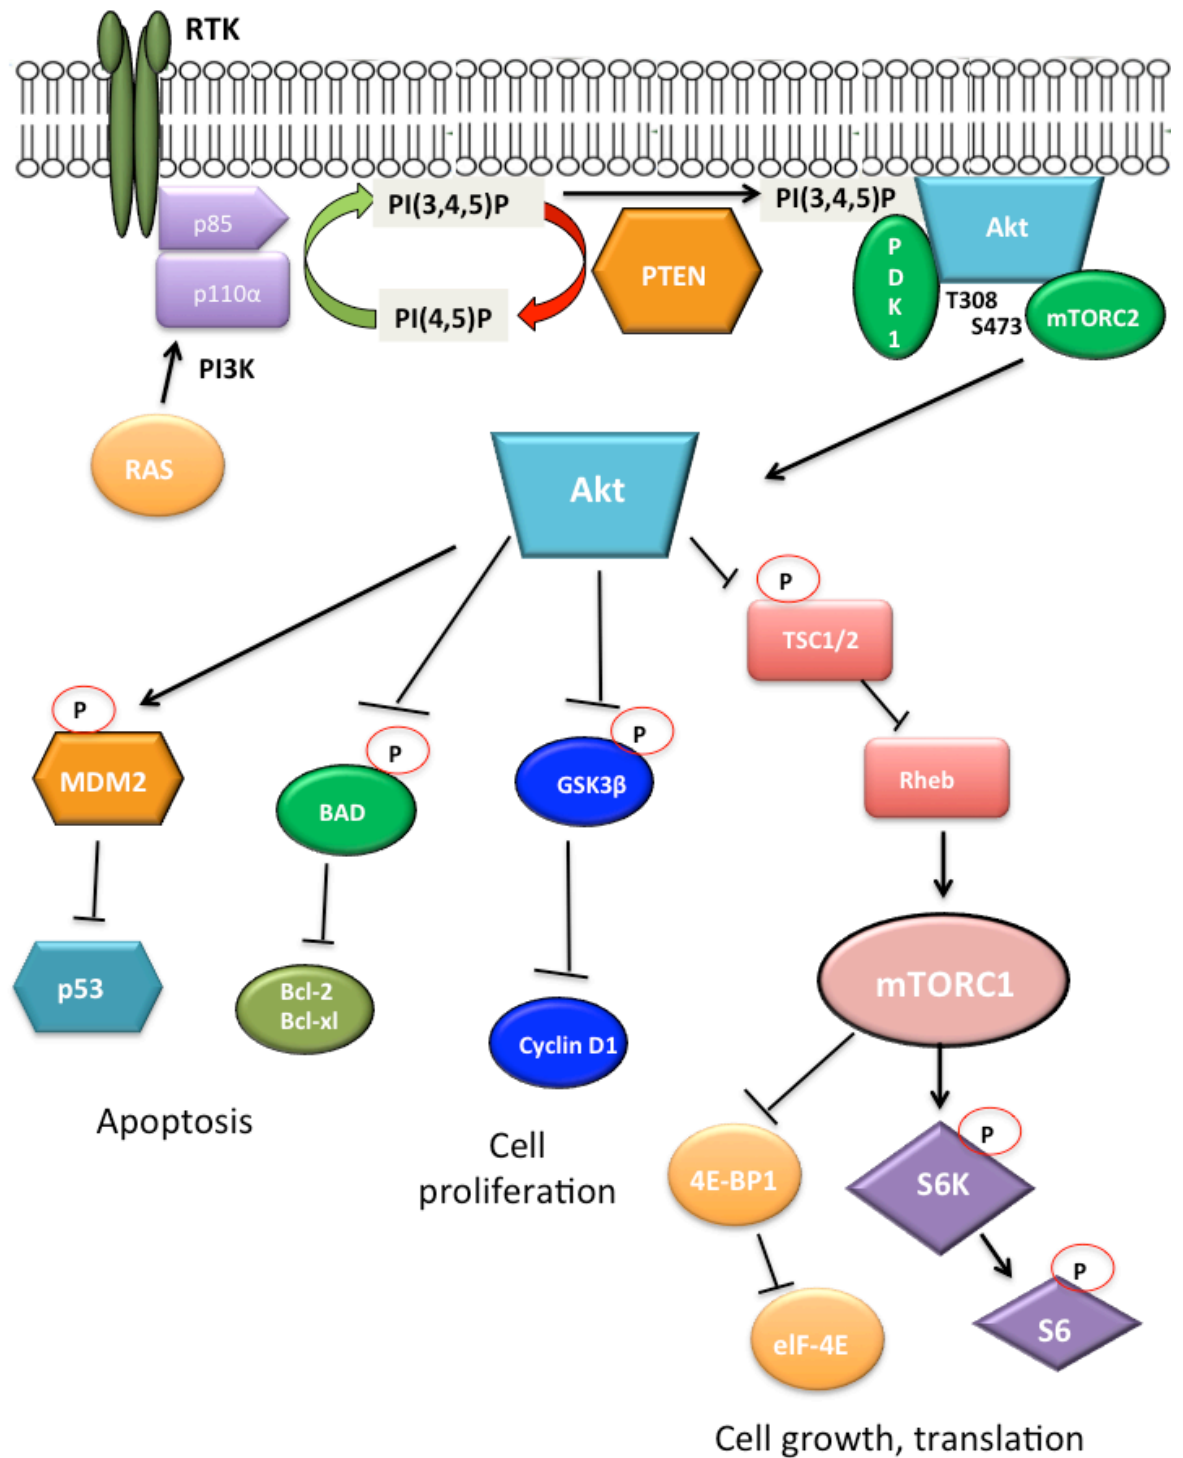 RTK
p85
p110α
PI3K
RAS
PI(3,4,5)P
PI(4,5)P
PTEN
PI(3,4,5)P
Akt
P
D
K
1
T308
S473
mTORC2
Akt
P
TSC1/2
P
MDM2
P
BAD
P
GSK3β
Rheb
p53
Bcl-2
Bcl-xl
Cyclin D1
mTORC1
Apoptosis
Cell
proliferation
4E-BP1
P
S6K
P
S6
eIF-4E
Cell growth, translation